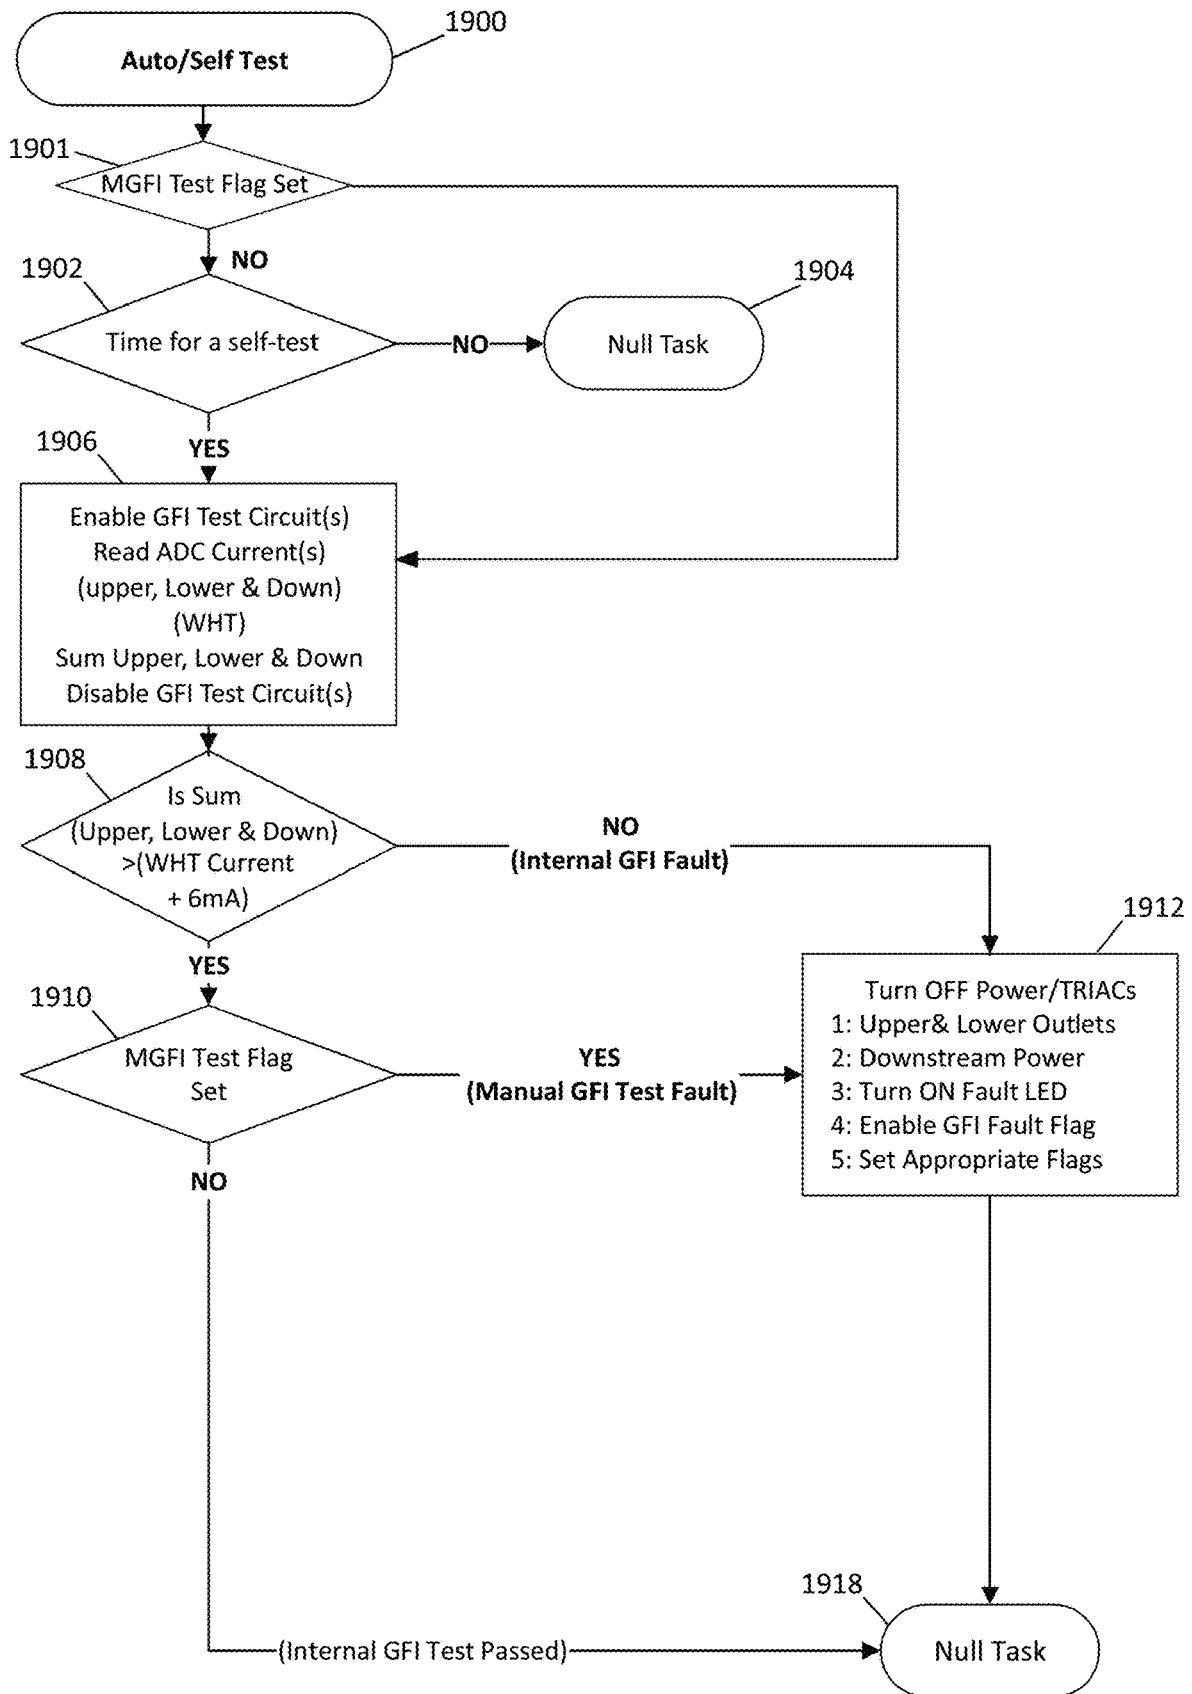 1900
Auto/Self Test
1901
MGFI Test Flag Set
NO
1902
1904
Time for a self-test
NO
Null Task
YES
1906
Enable GFI Test Circuit(s)
Read ADC Current(s)
(upper, Lower & Down)
(WHT)
Sum Upper, Lower & Down
Disable GFI Test Circuit(s)
1908
Is Sum
(Upper, Lower & Down)
>(WHT Current
+ 6mA)
NO
(Internal GFI Fault)
YES
1910
MGFI Test Flag
Set
YES
(Manual GFI Test Fault)
1912
Turn OFF Power/TRIACs
1: Upper& Lower Outlets
2: Downstream Power
3: Turn ON Fault LED
4: Enable GFI Fault Flag
5: Set Appropriate Flags
NO
1918
(Internal GFI Test Passed)
Null Task